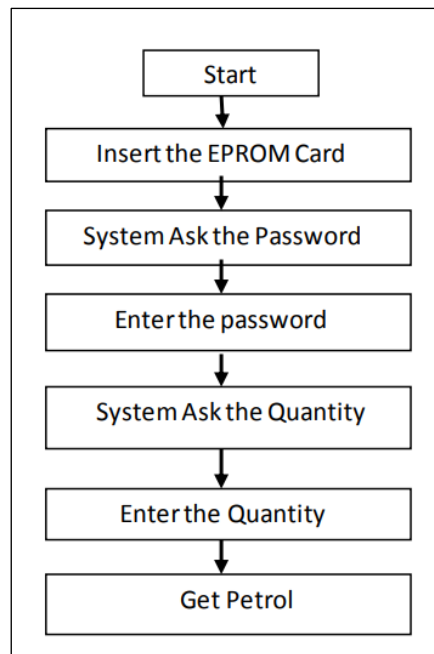 Start
Insert the EPROM Card
System Ask the Password
Enter the password
System Ask the Quantity
Enter the Quantity
Get Petrol